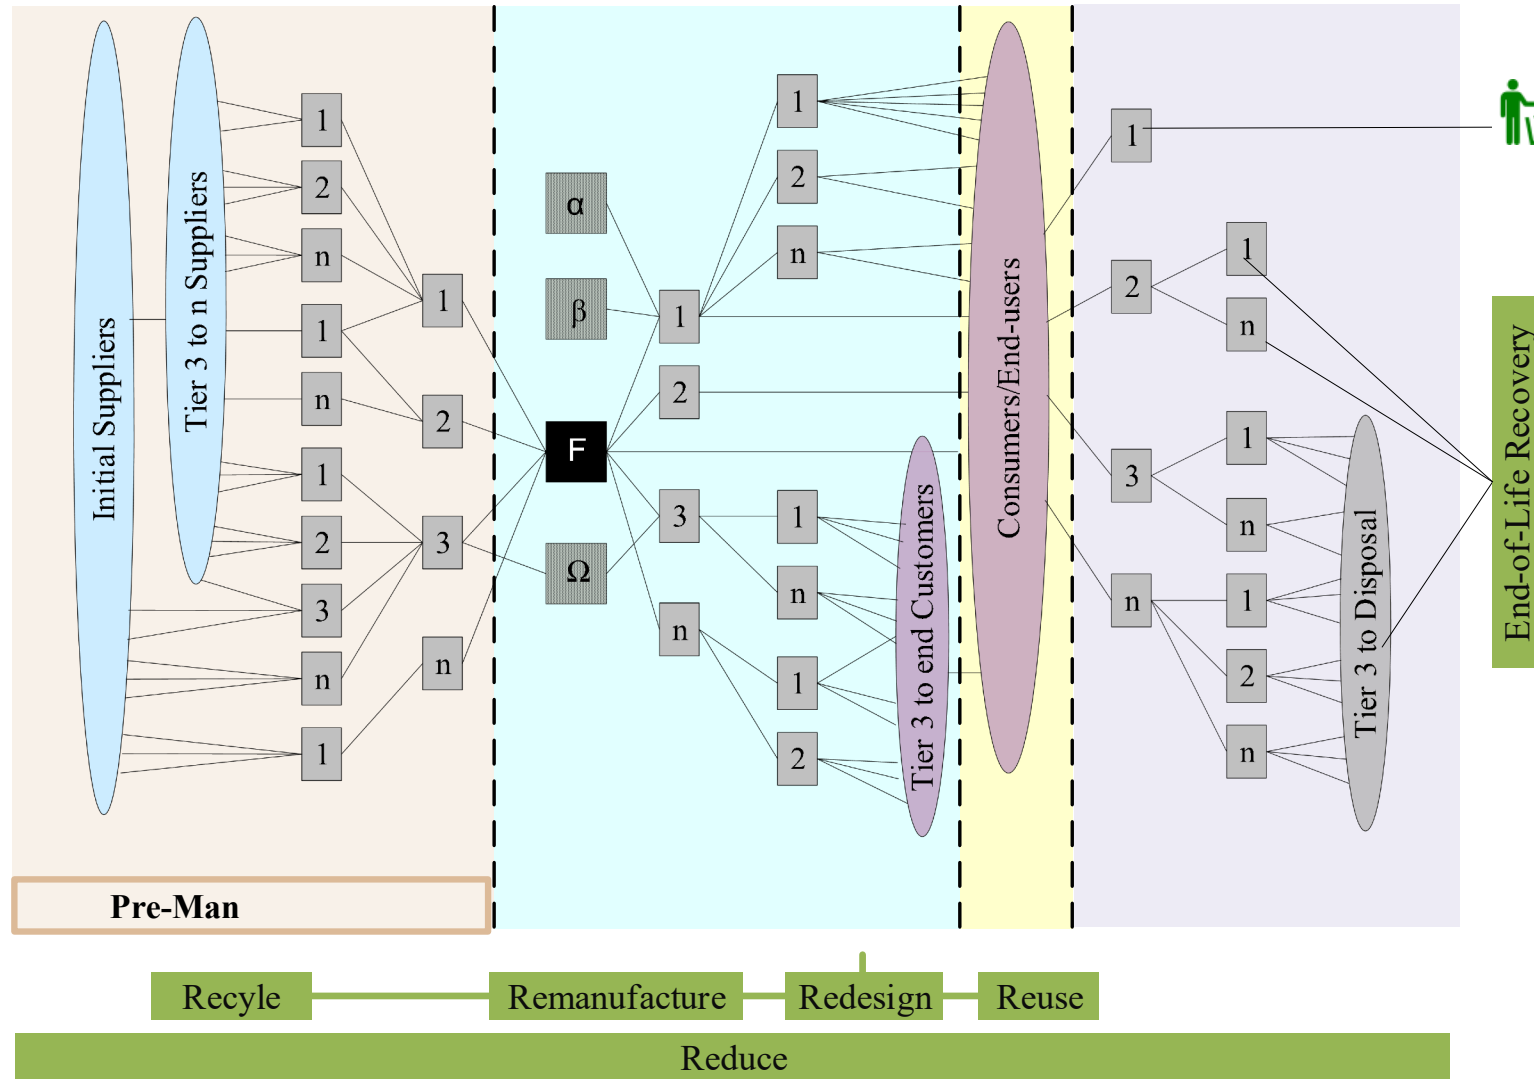 Initial Suppliers
Tier 3 to n Suppliers
1
2
n
1
n
1
2
3
n
1
1
2
3
n
α
β
F
Ω
1
2
3
n
1
2
n
1
n
1
2
Tier 3 to end Customers
Consumers/End-users
1
2
3
n
1
n
1
n
1
2
n
Tier 3 to Disposal
End-of-Life Recovery
Pre-Man
Recyle
Remanufacture
Redesign
Reuse
Reduce